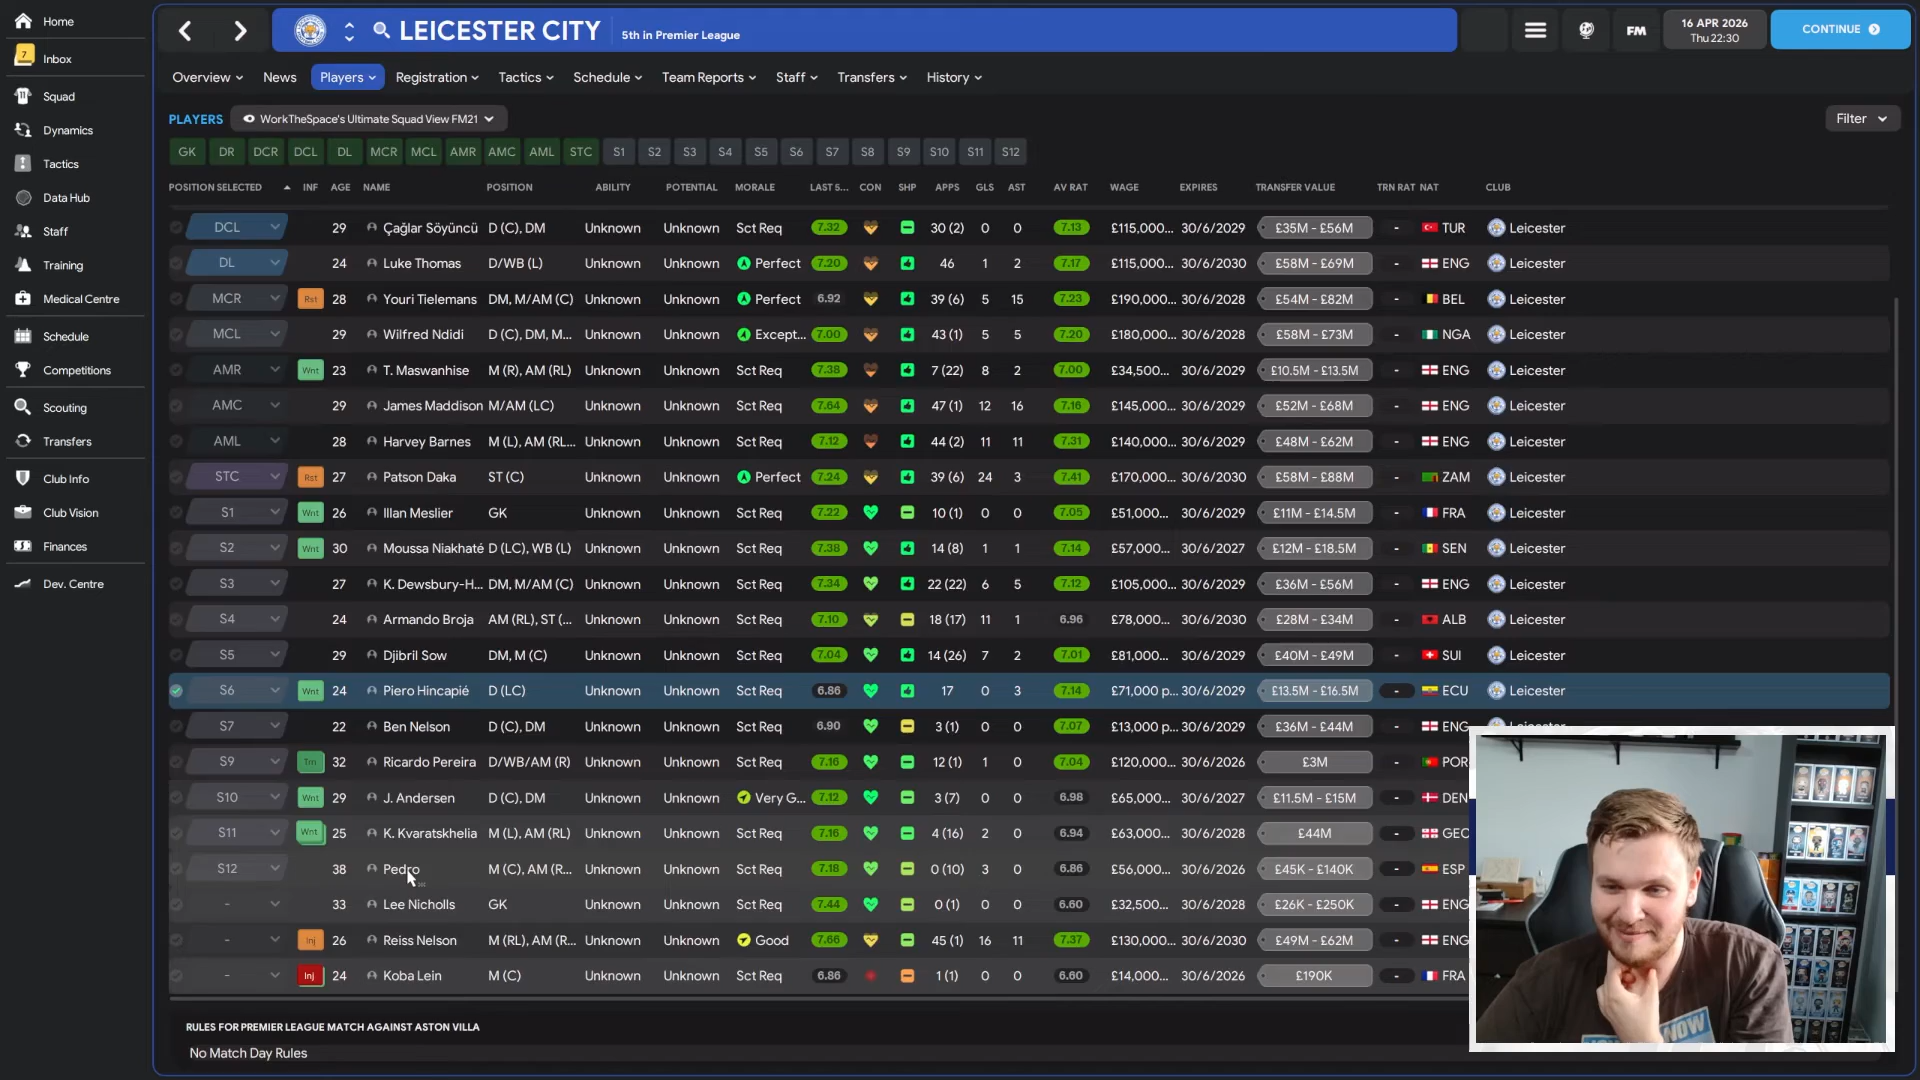 Home
7
Inbox
Squad
Dynamics
Tactics
Data Hub
Staff
Training
Medical Centre
Schedule
Competitions
Scouting
Transfers
Club Info
Club Vision
Finances
Dev. Centre
LEICESTER CITY 5th in Premier League
FM
16 APR 2026
Thu 22:30
CONTINUE
Overview News Players Registration Tactics Schedule Team Reports Staff Transfers History
PLAYERS WorkTheSpace's Ultimate Squad View FM21 Filter
GK DR DCR DCL DL MCR MCL AMR AMC AML STC S1 S2 S3 S4 S5 S6 S7 S8 S9 S10 S11 S12
POSITION SELECTED INF AGE NAME POSITION ABILITY POTENTIAL MORALE LAST 5... CON SHP APPS GLS AST AV RAT WAGE EXPIRES TRANSFER VALUE TRN RAT NAT CLUB
DCL 29 Çağlar Söyüncü D (C), DM Unknown Unknown Sct Req 7.32 30 (2) 0 0 7.13 £115,000... 30/6/2029 £35M - £56M - TUR Leicester
DL 24 Luke Thomas D/WB (L) Unknown Unknown Perfect 7.20 46 1 2 7.17 £115,000... 30/6/2030 £58M - £69M - ENG Leicester
MCR Rst 28 Youri Tielemans DM, M/AM (C) Unknown Unknown Perfect 6.92 39 (6) 5 15 7.23 £190,000... 30/6/2028 £54M - £82M - BEL Leicester
MCL 29 Wilfred Ndidi D (C), DM, M... Unknown Unknown Except... 7.00 43 (1) 5 5 7.20 £180,000... 30/6/2028 £58M - £73M - NGA Leicester
AMR Wnt 23 T. Maswanhise M (R), AM (RL) Unknown Unknown Sct Req 7.38 7 (22) 8 2 7.00 £34,500... 30/6/2029 £10.5M - £13.5M - ENG Leicester
AMC 29 James Maddison M/AM (LC) Unknown Unknown Sct Req 7.64 47 (1) 12 16 7.16 £145,000... 30/6/2029 £52M - £68M - ENG Leicester
AML 28 Harvey Barnes M (L), AM (RL... Unknown Unknown Sct Req 7.12 44 (2) 11 11 7.31 £140,000... 30/6/2029 £48M - £62M - ENG Leicester
STC Rst 27 Patson Daka ST (C) Unknown Unknown Perfect 7.24 39 (6) 24 3 7.41 £170,000... 30/6/2030 £58M - £88M - ZAM Leicester
S1 Wnt 26 Illan Meslier GK Unknown Unknown Sct Req 7.22 10 (1) 0 0 7.05 £51,000... 30/6/2029 £11M - £14.5M - FRA Leicester
S2 Wnt 30 Moussa Niakhaté D (LC), WB (L) Unknown Unknown Sct Req 7.38 14 (8) 1 1 7.14 £57,000... 30/6/2027 £12M - £18.5M - SEN Leicester
S3 27 K. Dewsbury-H... DM, M/AM (C) Unknown Unknown Sct Req 7.34 22 (22) 6 5 7.12 £105,000... 30/6/2029 £36M - £56M - ENG Leicester
S4 24 Armando Broja AM (RL), ST (... Unknown Unknown Sct Req 7.10 18 (17) 11 1 6.96 £78,000... 30/6/2030 £28M - £34M - ALB Leicester
S5 29 Djibril Sow DM, M (C) Unknown Unknown Sct Req 7.04 14 (26) 7 2 7.01 £81,000... 30/6/2029 £40M - £49M - SUI Leicester
S6 Wnt 24 Piero Hincapié D (LC) Unknown Unknown Sct Req 6.86 17 0 3 7.14 £71,000 p... 30/6/2029 £13.5M - £16.5M - ECU Leicester
S7 22 Ben Nelson D (C), DM Unknown Unknown Sct Req 6.90 3 (1) 0 0 7.07 £13,000 p... 30/6/2029 £36M - £44M - ENG Leicester
S9 Trn 32 Ricardo Pereira D/WB/AM (R) Unknown Unknown Sct Req 7.16 12 (1) 1 0 7.04 £120,000... 30/6/2026 £3M - POR
S10 Wnt 29 J. Andersen D (C), DM Unknown Unknown Very G... 7.12 3 (7) 0 0 6.98 £65,000... 30/6/2027 £11.5M - £15M - DEN
S11 Wnt 25 K. Kvaratskhelia M (L), AM (RL) Unknown Unknown Sct Req 7.16 4 (16) 2 0 6.94 £63,000... 30/6/2028 £44M - GEO
S12 38 Pedro M (C), AM (R... Unknown Unknown Sct Req 7.18 0 (10) 3 0 6.86 £56,000... 30/6/2026 £45K - £140K - ESP
- 33 Lee Nicholls GK Unknown Unknown Sct Req 7.44 0 (1) 0 0 6.60 £32,500... 30/6/2028 £26K - £250K - ENG
- Inj 26 Reiss Nelson M (RL), AM (R... Unknown Unknown Good 7.66 45 (1) 16 11 7.37 £130,000... 30/6/2030 £49M - £62M - ENG
- Inj 24 Koba Lein M (C) Unknown Unknown Sct Req 6.86 1 (1) 0 0 6.60 £14,000... 30/6/2026 £190K - FRA
RULES FOR PREMIER LEAGUE MATCH AGAINST ASTON VILLA
No Match Day Rules